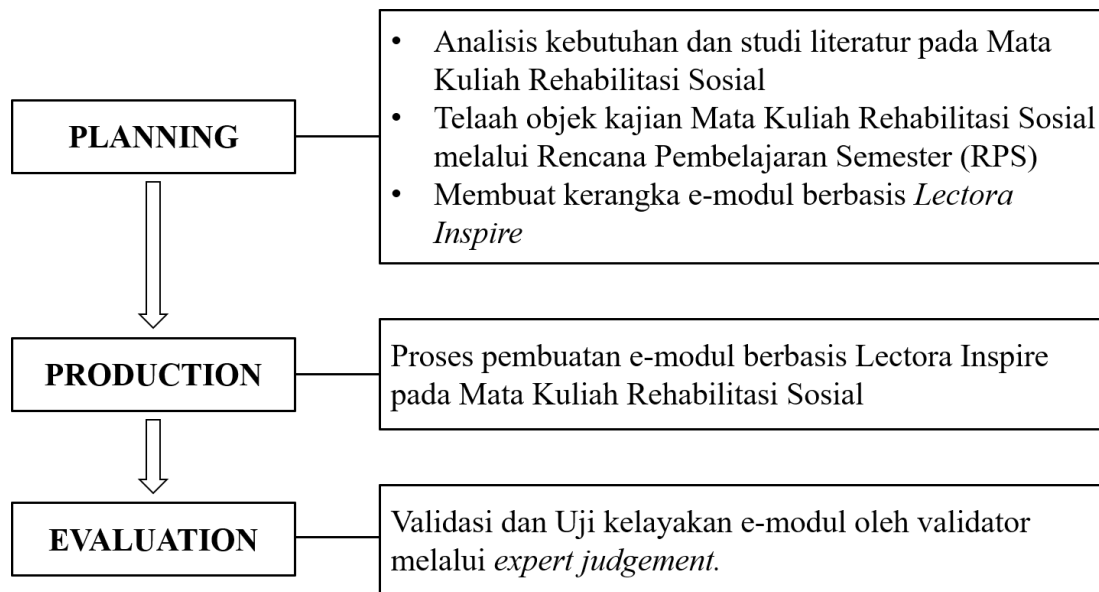 PLANNING
• Analisis kebutuhan dan studi literatur pada Mata
Kuliah Rehabilitasi Sosial
• Telaah objek kajian Mata Kuliah Rehabilitasi Sosial
melalui Rencana Pembelajaran Semester (RPS)
• Membuat kerangka e-modul berbasis Lectora
Inspire
PRODUCTION
Proses pembuatan e-modul berbasis Lectora Inspire
pada Mata Kuliah Rehabilitasi Sosial
EVALUATION
Validasi dan Uji kelayakan e-modul oleh validator
melalui expert judgement.